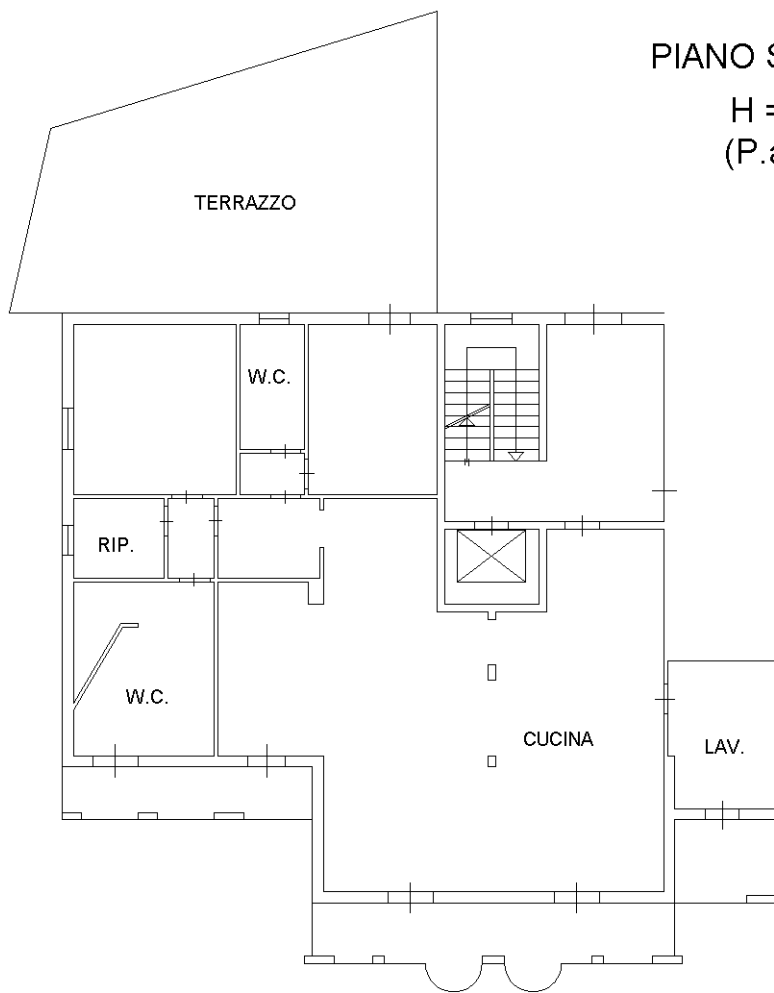 PIANO
H =
TERRAZZO
W.C.
RIP.
W.C.
CUCINA
LAV.